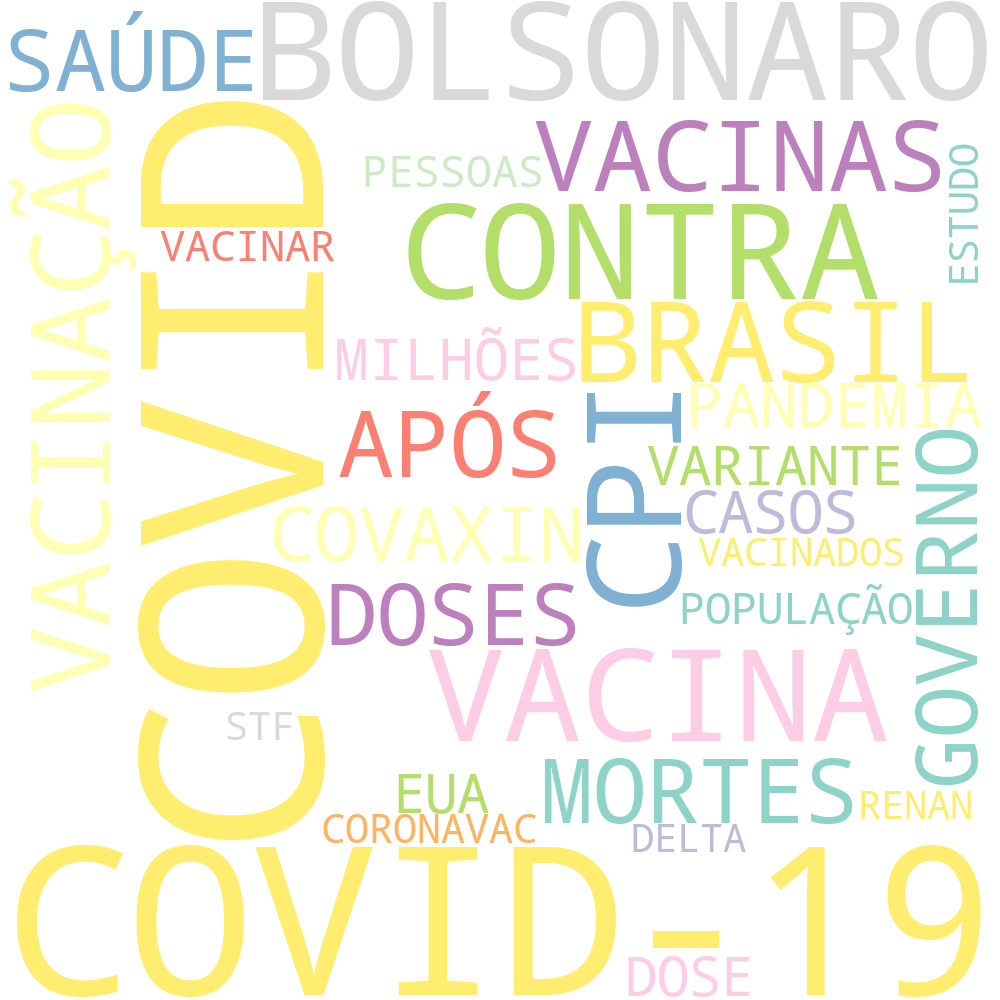 SAÚDE
BOLSONARO
VACINAÇÃO
COVID
VACINAS
PESSOAS
ESTUDO
VACINAR
CONTRA
MILHÕES
BRASIL
PANDEMIA
APÓS
CPI
VARIANTE
GOVERNO
CASOS
COVAXIN
VACINADOS
DOSES
POPULAÇÃO
VACINA
STF
MORTES
EUA
RENAN
CORONAVAC
DELTA
COVID-19
DOSE